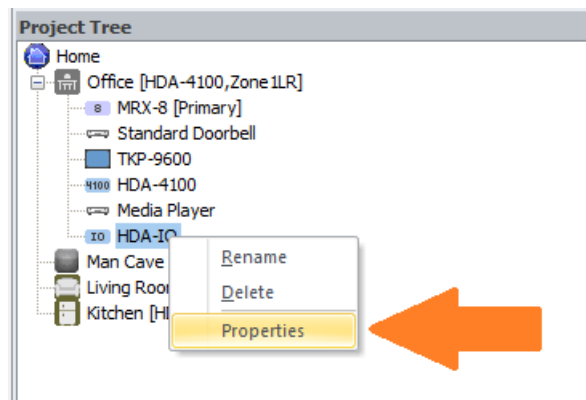 Project Tree
Home
Office [HDA-4100,Zone1LR]
8 MRX-8 [Primary]
Standard Doorbell
TKP-9600
4100 HDA-4100
Media Player
IO HDA-IO
Rename
Man Cave
Delete
Living Roo
Kitchen [H
Properties